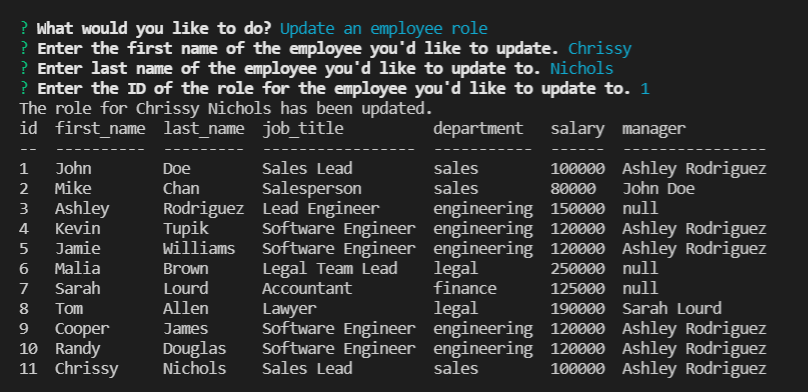 ? What would you like to do? Update an employee role
? Enter the first name of the employee you'd like to update. Chrissy
? Enter last name of the employee you'd like to update to. Nichols
? Enter the ID of the role for the employee you'd like to update to. 1
The role for Chrissy Nichols has been updated.
id  first_name  last_name  job_title          department   salary  manager
--  ----------  ---------  -----------------  -----------  ------  ----------------
1   John        Doe        Sales Lead         sales        100000  Ashley Rodriguez
2   Mike        Chan       Salesperson        sales        80000   John Doe
3   Ashley      Rodriguez  Lead Engineer      engineering  150000  null
4   Kevin       Tupik      Software Engineer  engineering  120000  Ashley Rodriguez
5   Jamie       Williams   Software Engineer  engineering  120000  Ashley Rodriguez
6   Malia       Brown      Legal Team Lead    legal        250000  null
7   Sarah       Lourd      Accountant         finance      125000  null
8   Tom         Allen      Lawyer             legal        190000  Sarah Lourd
9   Cooper      James      Software Engineer  engineering  120000  Ashley Rodriguez
10  Randy       Douglas    Software Engineer  engineering  120000  Ashley Rodriguez
11  Chrissy     Nichols    Sales Lead         sales        100000  Ashley Rodriguez